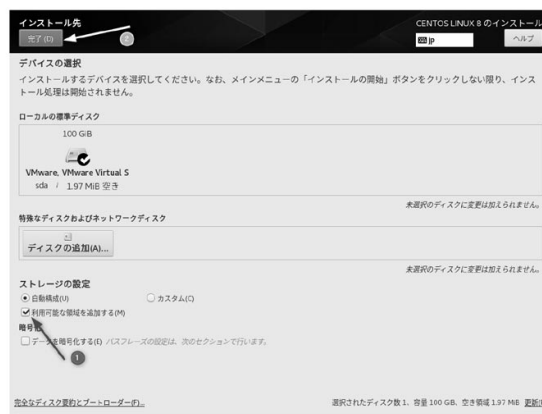 インストール先
CENTOS LINUX 8 のインストール
完了(D)
2
jp
ヘルプ
デバイスの選択
インストールするデバイスを選択してください。なお、メインメニューの「インストールの開始」ボタンをクリックしない限り、インス
トール処理は開始されません。
ローカルの標準ディスク
100 GiB
VMware, VMware Virtual S
sda / 1.97 MiB 空き
未選択のディスクに変更は加えられません。
特殊なディスクおよびネットワークディスク
ディスクの追加(A)...
未選択のディスクに変更は加えられません。
ストレージの設定
自動構成(U)
カスタム(C)
利用可能な領域を追加する(M)
暗号化
データを暗号化する(E) パスフレーズの設定は、次のセクションで行います。
1
完全なディスク要約とブートローダー(F)...
選択されたディスク数 1、容量 100 GiB、空き領域 1.97 MiB 更新(